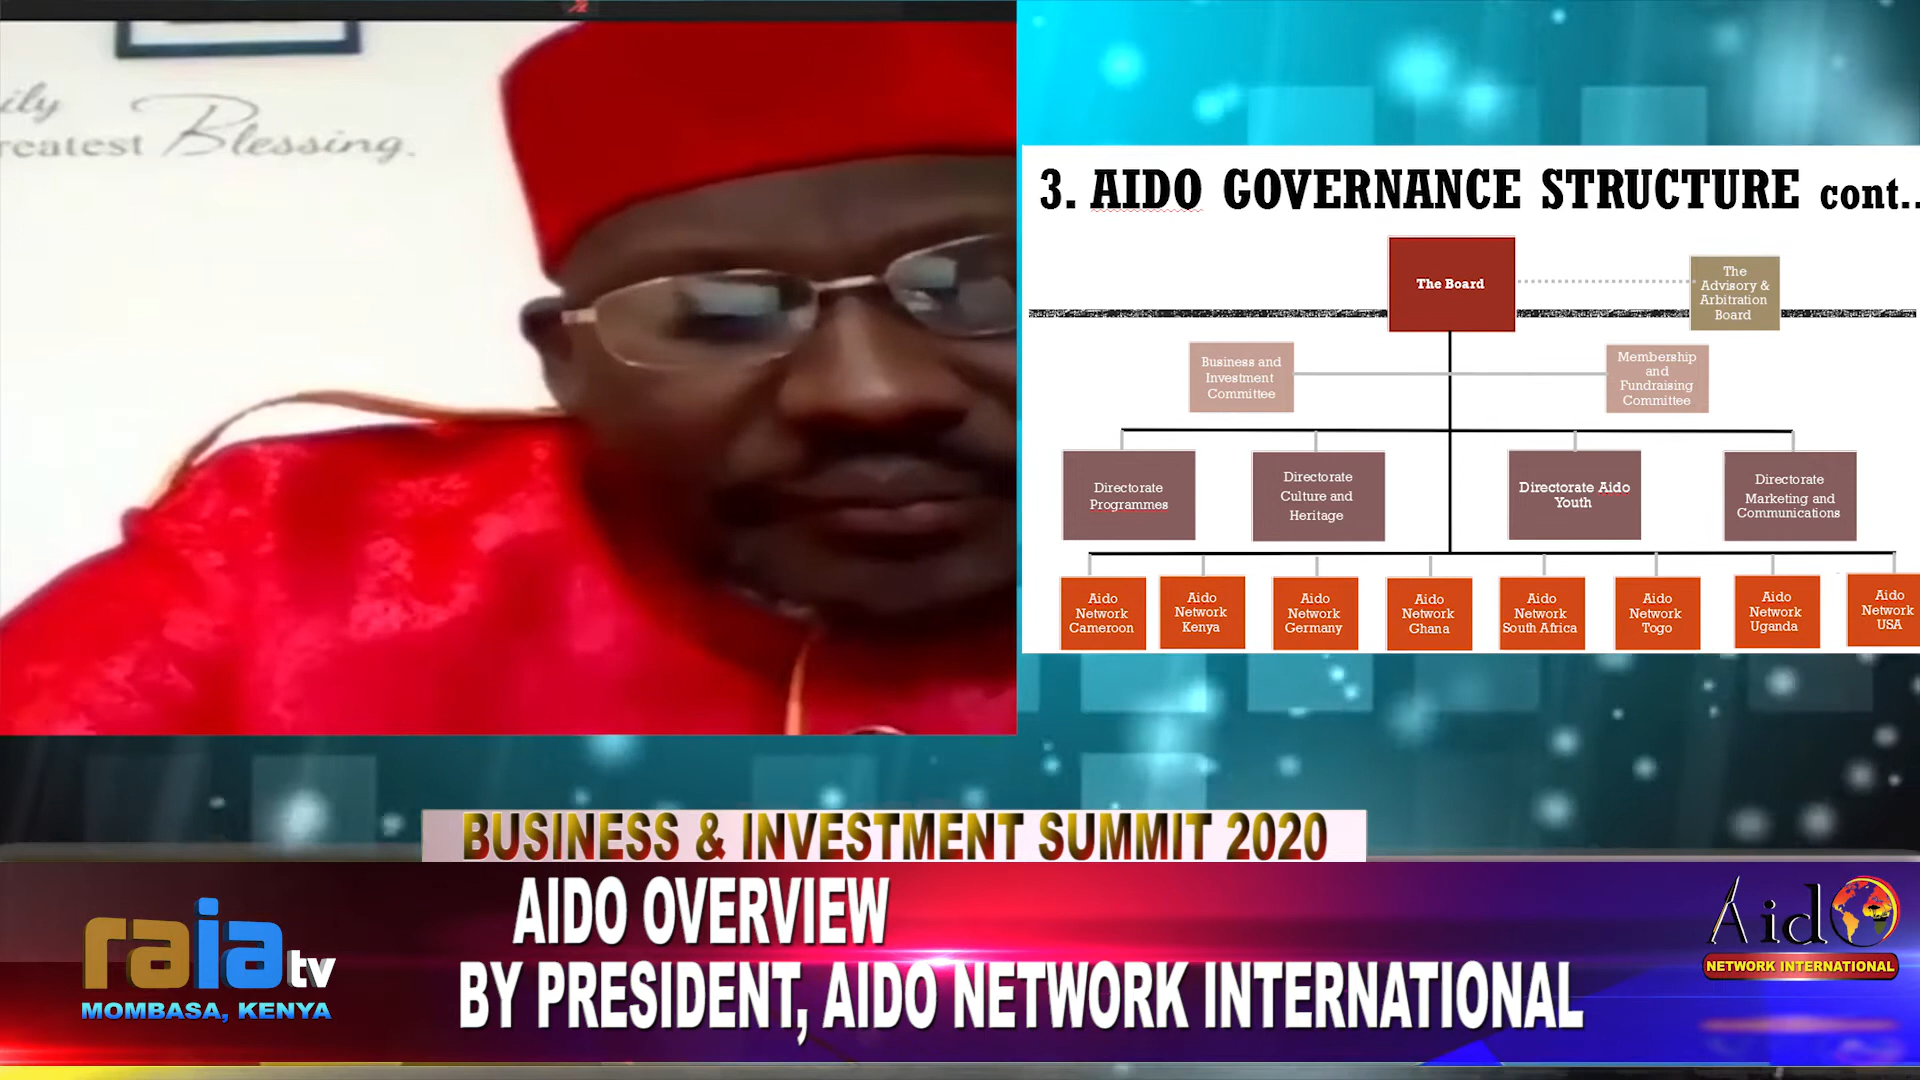 ily
reatest Blessing.
3. AIDO GOVERNANCE STRUCTURE cont..
The Board
The
Advisory &
Arbitration
Board
Business and
Investment
Committee
Membership
and
Fundraising
Committee
Directorate
Programmes
Directorate
Culture and
Heritage
Directorate Aido
Youth
Directorate
Marketing and
Communications
Aido
Network
Cameroon
Aido
Network
Kenya
Aido
Network
Germany
Aido
Network
Ghana
Aido
Network
South Africa
Aido
Network
Togo
Aido
Network
Uganda
Aido
Network
USA
BUSINESS & INVESTMENT SUMMIT 2020
AIDO OVERVIEW
BY PRESIDENT, AIDO NETWORK INTERNATIONAL
raia tv
MOMBASA, KENYA
Aido
NETWORK INTERNATIONAL